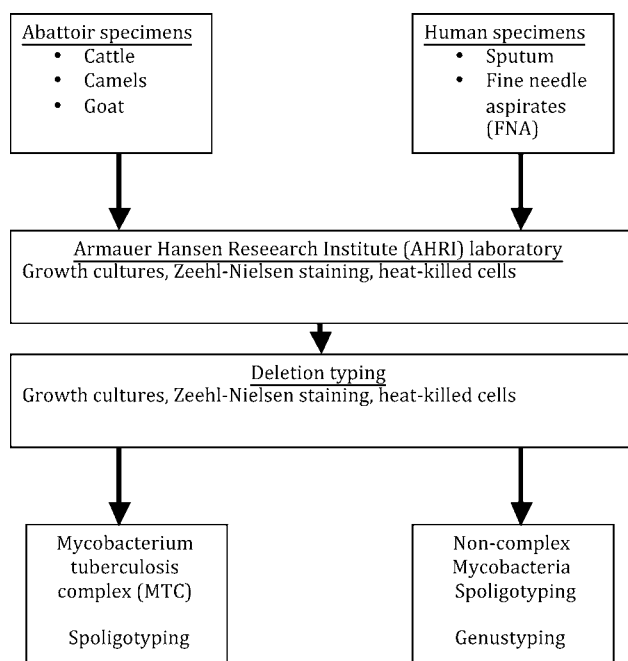 Abattoir specimens
• Cattle
• Camels
• Goat
Human specimens
• Sputum
• Fine needle
aspirates
(FNA)
Armauer Hansen Reseearch Institute (AHRI) laboratory
Growth cultures, Zeehl-Nielsen staining, heat-killed cells
Deletion typing
Growth cultures, Zeehl-Nielsen staining, heat-killed cells
Mycobacterium
tuberculosis
complex (MTC)
Spoligotyping
Non-complex
Mycobacteria
Spoligotyping
Genustyping